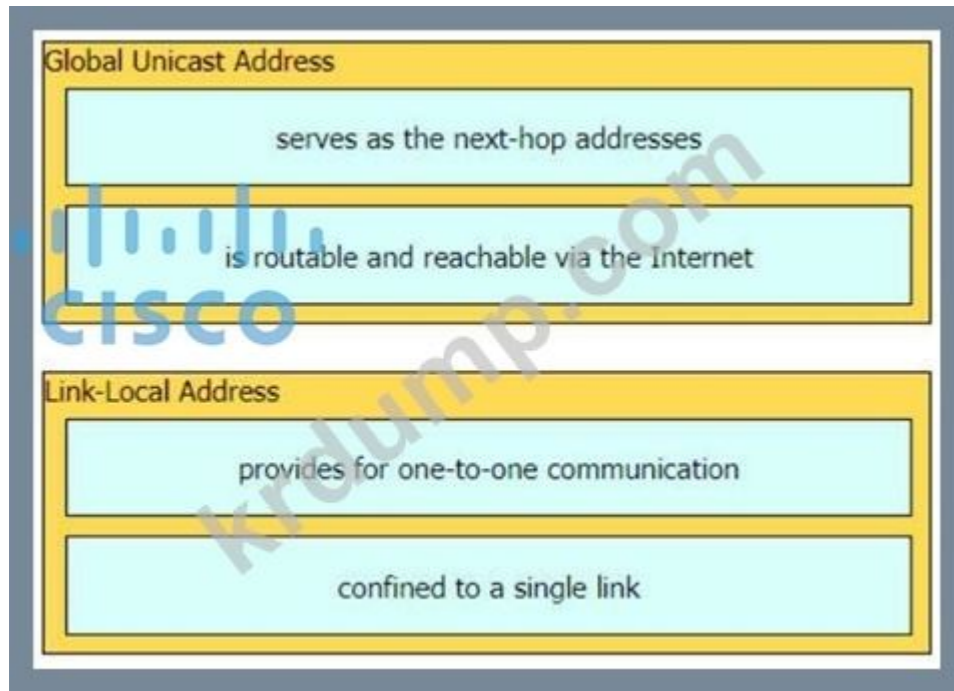 Global Unicast Address
serves as the next-hop addresses
is routable and reachable via the Internet
CISCO
Link-Local Address
provides for one-to-one communication
confined to a single link
krdump.com